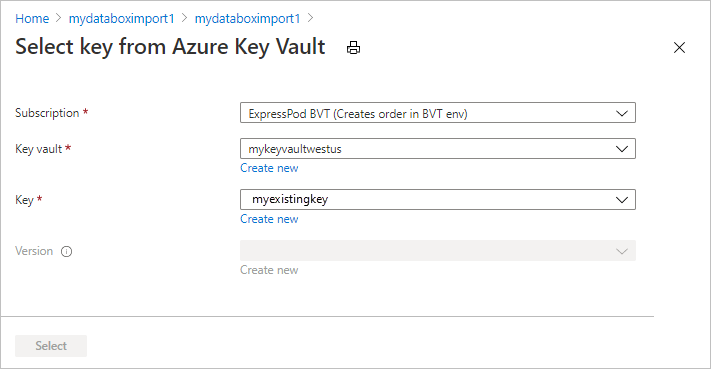 Home > mydataboximport1 > mydataboximport1 >
Select key from Azure Key Vault
Subscription * ExpressPod BVT (Creates order in BVT env)
Key vault * mykeyvaultwestus
Create new
Key * myexistingkey
Create new
Version
Create new
Select